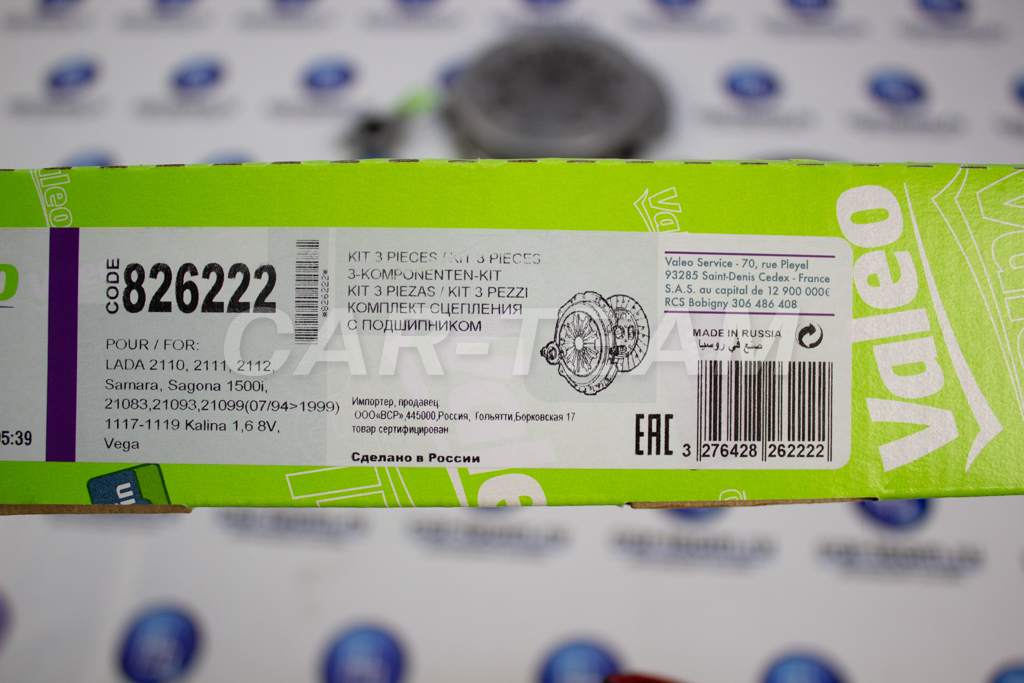 Valeo
CODE
826222
*826222*
POUR / FOR:
LADA 2110, 2111, 2112,
Samara, Sagona 1500i,
21083,21093,21099(07/94>1999)
1117-1119 Kalina 1,6 8V,
Vega
KIT 3 PIECES / KIT 3 PIECES
3-KOMPONENTEN-KIT
KIT 3 PIEZAS / KIT 3 PEZZI
КОМПЛЕКТ СЦЕПЛЕНИЯ
С ПОДШИПНИКОМ
Импортер, продавец:
ООО«ВСР»,445000,Россия, Тольятти,Борковская 17
товар сертифицирован
Сделано в России
Valeo Service - 70, rue Pleyel
93285 Saint-Denis Cedex - France
S.A.S. au capital de 12 900 000€
RCS Bobigny 306 486 408
MADE IN RUSSIA
صنع في روسيا
EAC
3 276428 262222
Valeo
CAR-TEAM